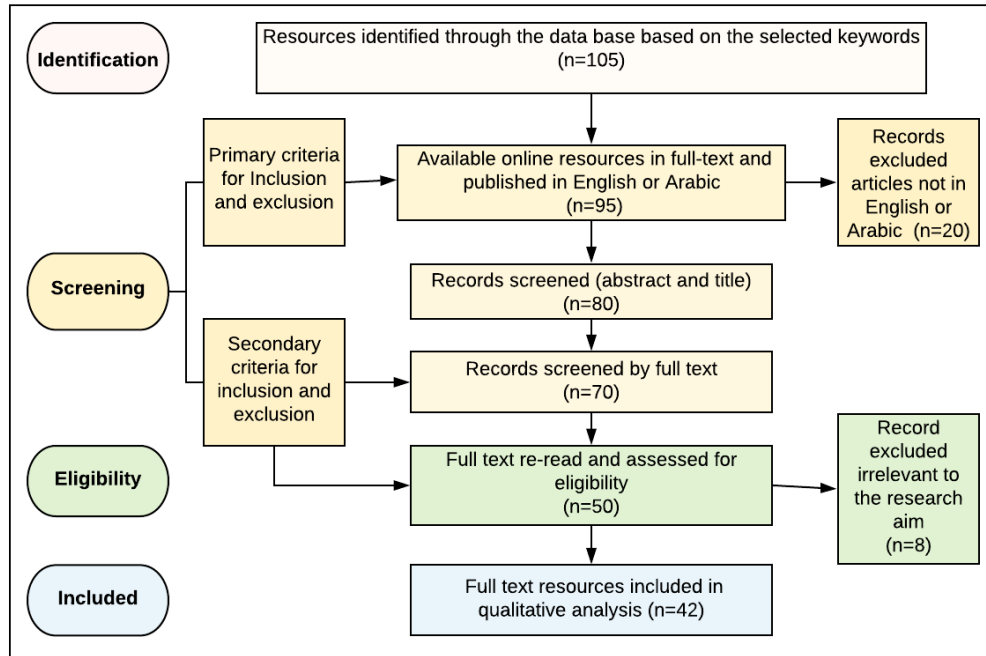 Identification
Resources identified through the data base based on the selected keywords
(n=105)
Primary criteria
for Inclusion
and exclusion
Available online resources in full-text and
published in English or Arabic
(n=95)
Records
excluded
articles not in
English or
Arabic (n=20)
Screening
Records screened (abstract and title)
(n=80)
Secondary
criteria for
inclusion and
exclusion
Records screened by full text
(n=70)
Eligibility
Full text re-read and assessed for
eligibility
(n=50)
Record
excluded
irrelevant to
the research
aim
(n=8)
Included
Full text resources included in
qualitative analysis (n=42)